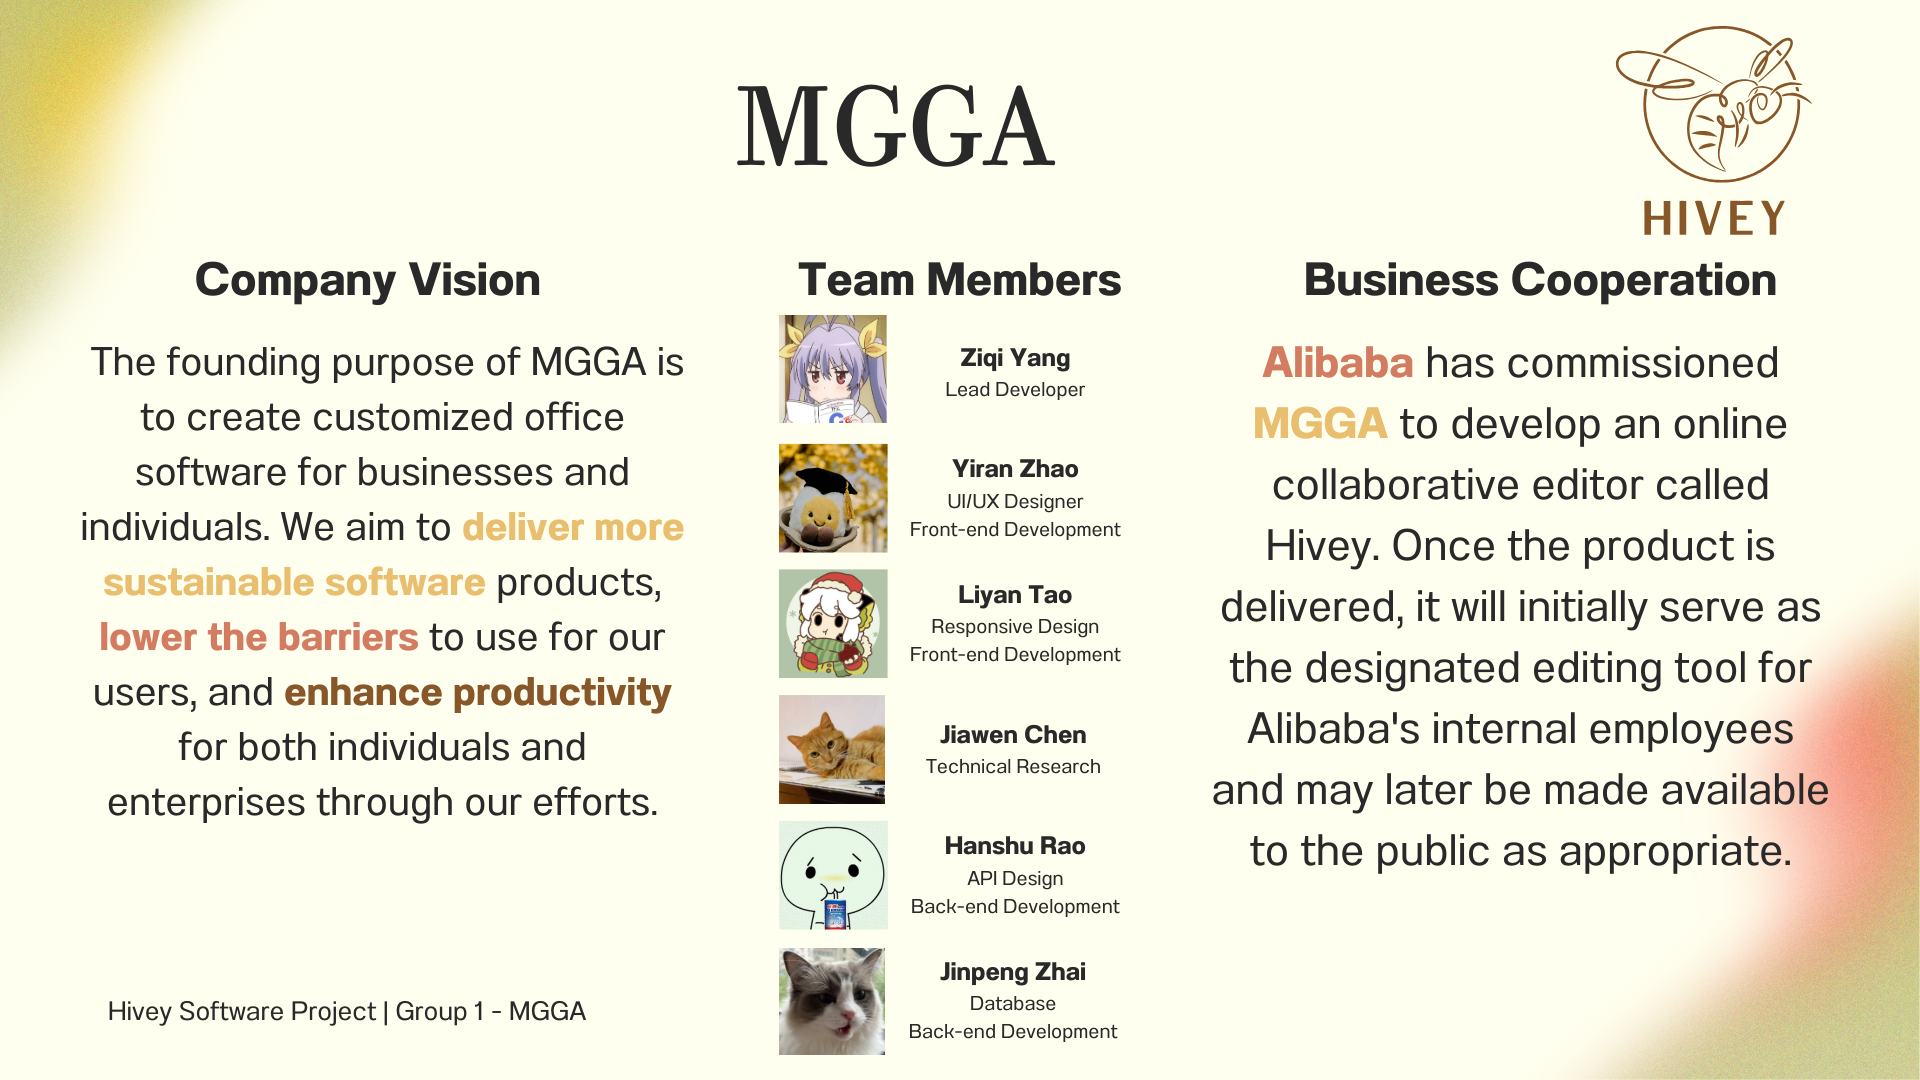 MGGA
HIVEY
Company Vision
The founding purpose of MGGA is
to create customized office
software for businesses and
individuals. We aim to deliver more
sustainable software products,
lower the barriers to use for our
users, and enhance productivity
for both individuals and
enterprises through our efforts.
Team Members
Ziqi Yang
Lead Developer
Yiran Zhao
UI/UX Designer
Front-end Development
Liyan Tao
Responsive Design
Front-end Development
Jiawen Chen
Technical Research
Hanshu Rao
API Design
Back-end Development
Jinpeng Zhai
Database
Back-end Development
Business Cooperation
Alibaba has commissioned
MGGA to develop an online
collaborative editor called
Hivey. Once the product is
delivered, it will initially serve as
the designated editing tool for
Alibaba's internal employees
and may later be made available
to the public as appropriate.
Hivey Software Project | Group 1 - MGGA